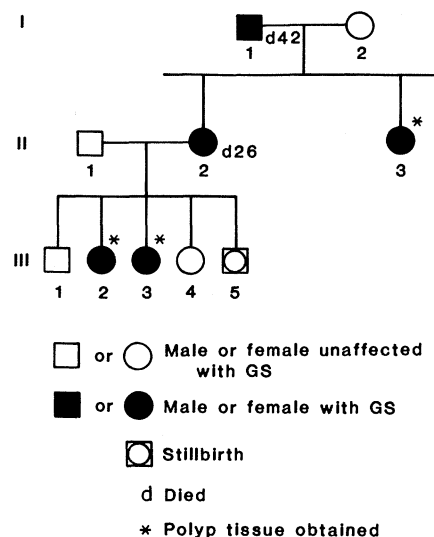 I
1 d42 2
II
1 2 d26 3 *
III
* *
1 2 3 4 5
or Male or female unaffected
with GS
or Male or female with GS
Stillbirth
d Died
* Polyp tissue obtained